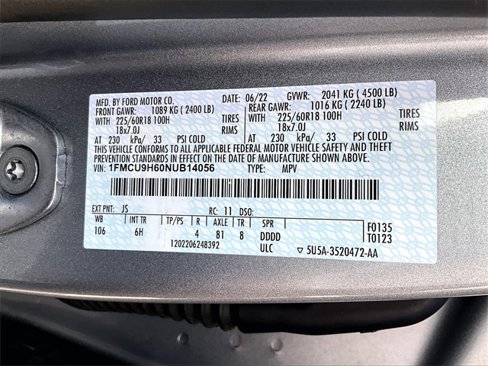 MFD. BY FORD MOTOR CO. DATE: 06/22 GVWR: 2041 KG ( 4500 LB)
FRONT GAWR: 1089 KG ( 2400 LB) REAR GAWR: 1016 KG ( 2240 LB)
WITH 225/60R18 100H TIRES WITH 225/60R18 100H TIRES
18x7.0J RIMS 18x7.0J RIMS
AT 230 kPa/ 33 PSI COLD AT 230 kPa/ 33 PSI COLD
THIS VEHICLE CONFORMS TO ALL APPLICABLE FEDERAL MOTOR VEHICLE SAFETY, BUMPER, AND THEFT PREVENTION STANDARDS IN EFFECT ON THE DATE OF MANUFACTURE SHOWN ABOVE.
VIN: 1FMCU9H60NUB14056 TYPE: MPV
EXT PNT: JS RC: 11 DSO:
WB INT TR TP/PS R AXLE TR SPR F0135
106 6H 4 81 8 DDDD T0123
1202206248392 ULC ▽ 5U5A-3520472-AA